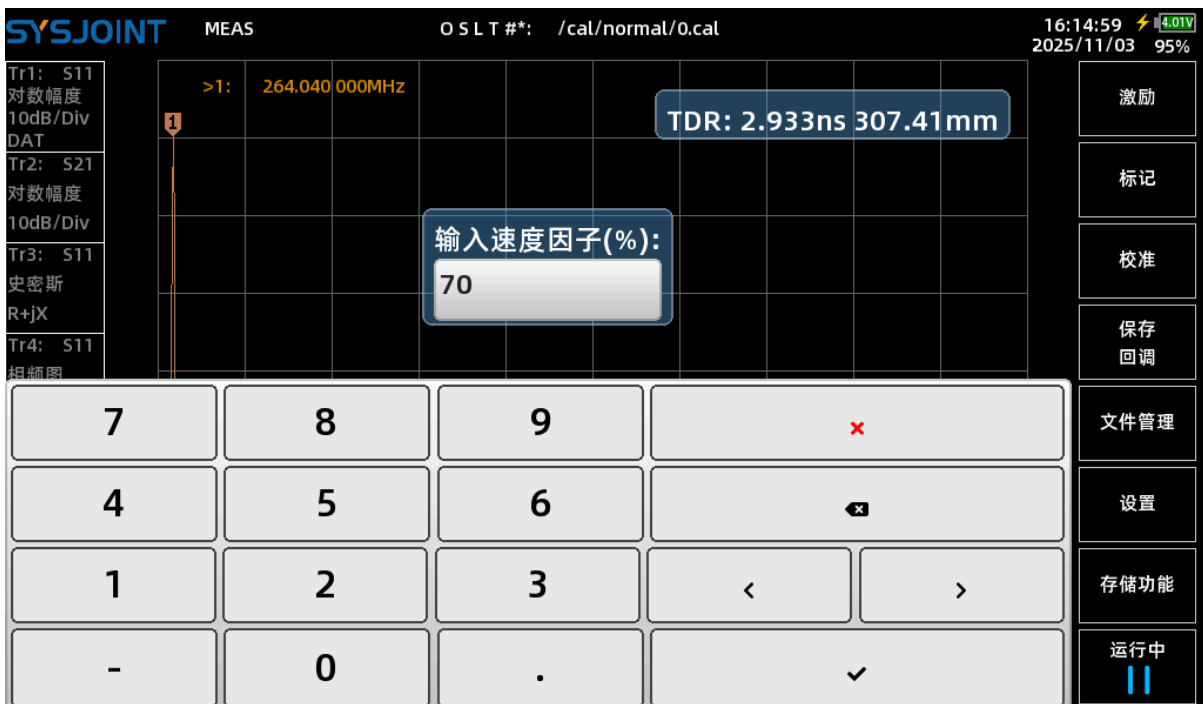 SYSJOINT
MEAS
O S L T #*: /cal/normal/0.cal
16:14:59 4.01V
2025/11/03 95%
Tr1: S11
对数幅度
10dB/Div
DAT
Tr2: S21
对数幅度
10dB/Div
Tr3: S11
史密斯
R+jX
Tr4: S11
相频图
>1: 264.040 000MHz
1
TDR: 2.933ns 307.41mm
输入速度因子(%):
70
7 8 9 ×
4 5 6
1 2 3 < >
- 0 . ✓
激励
标记
校准
保存
回调
文件管理
设置
存储功能
运行中